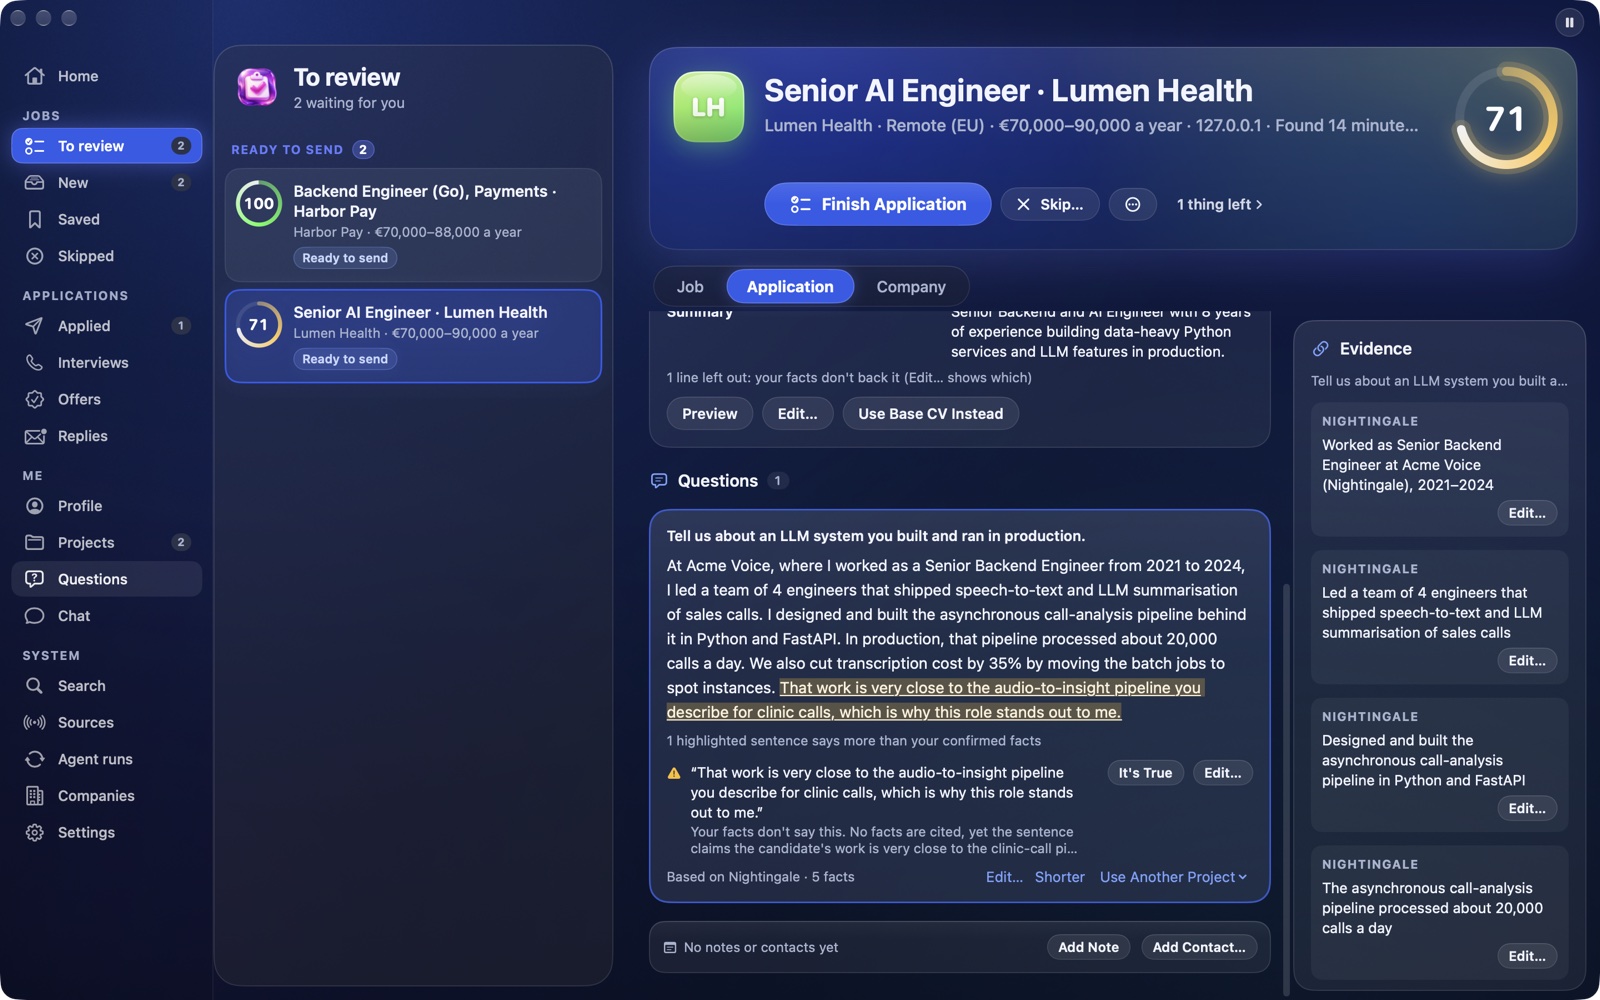 Home
JOBS
To review 2
New 2
Saved
Skipped
APPLICATIONS
Applied 1
Interviews
Offers
Replies
ME
Profile
Projects 2
Questions
Chat
SYSTEM
Search
Sources
Agent runs
Companies
Settings
To review
2 waiting for you
READY TO SEND 2
100
Backend Engineer (Go), Payments ·
Harbor Pay
Harbor Pay · €70,000–88,000 a year
Ready to send
71
Senior AI Engineer · Lumen Health
Lumen Health · €70,000–90,000 a year
Ready to send
LH
Senior AI Engineer · Lumen Health
Lumen Health · Remote (EU) · €70,000–90,000 a year · 127.0.0.1 · Found 14 minute...
71
Finish Application
Skip...
1 thing left
Job
Application
Company
Summary
Senior Backend and AI Engineer with 8 years
of experience building data-heavy Python
services and LLM features in production.
1 line left out: your facts don't back it (Edit... shows which)
Preview
Edit...
Use Base CV Instead
Questions 1
Tell us about an LLM system you built and ran in production.
At Acme Voice, where I worked as a Senior Backend Engineer from 2021 to 2024,
I led a team of 4 engineers that shipped speech-to-text and LLM summarisation
of sales calls. I designed and built the asynchronous call-analysis pipeline behind
it in Python and FastAPI. In production, that pipeline processed about 20,000
calls a day. We also cut transcription cost by 35% by moving the batch jobs to
spot instances. That work is very close to the audio-to-insight pipeline you
describe for clinic calls, which is why this role stands out to me.
1 highlighted sentence says more than your confirmed facts
“That work is very close to the audio-to-insight pipeline
you describe for clinic calls, which is why this role stands
out to me.”
It's True
Edit...
Your facts don't say this. No facts are cited, yet the sentence
claims the candidate's work is very close to the clinic-call pi...
Based on Nightingale · 5 facts
Edit...
Shorter
Use Another Project
No notes or contacts yet
Add Note
Add Contact...
Evidence
Tell us about an LLM system you built a...
NIGHTINGALE
Worked as Senior Backend
Engineer at Acme Voice
(Nightingale), 2021–2024
Edit...
NIGHTINGALE
Led a team of 4 engineers that
shipped speech-to-text and LLM
summarisation of sales calls
Edit...
NIGHTINGALE
Designed and built the
asynchronous call-analysis
pipeline in Python and FastAPI
Edit...
NIGHTINGALE
The asynchronous call-analysis
pipeline processed about 20,000
calls a day
Edit...